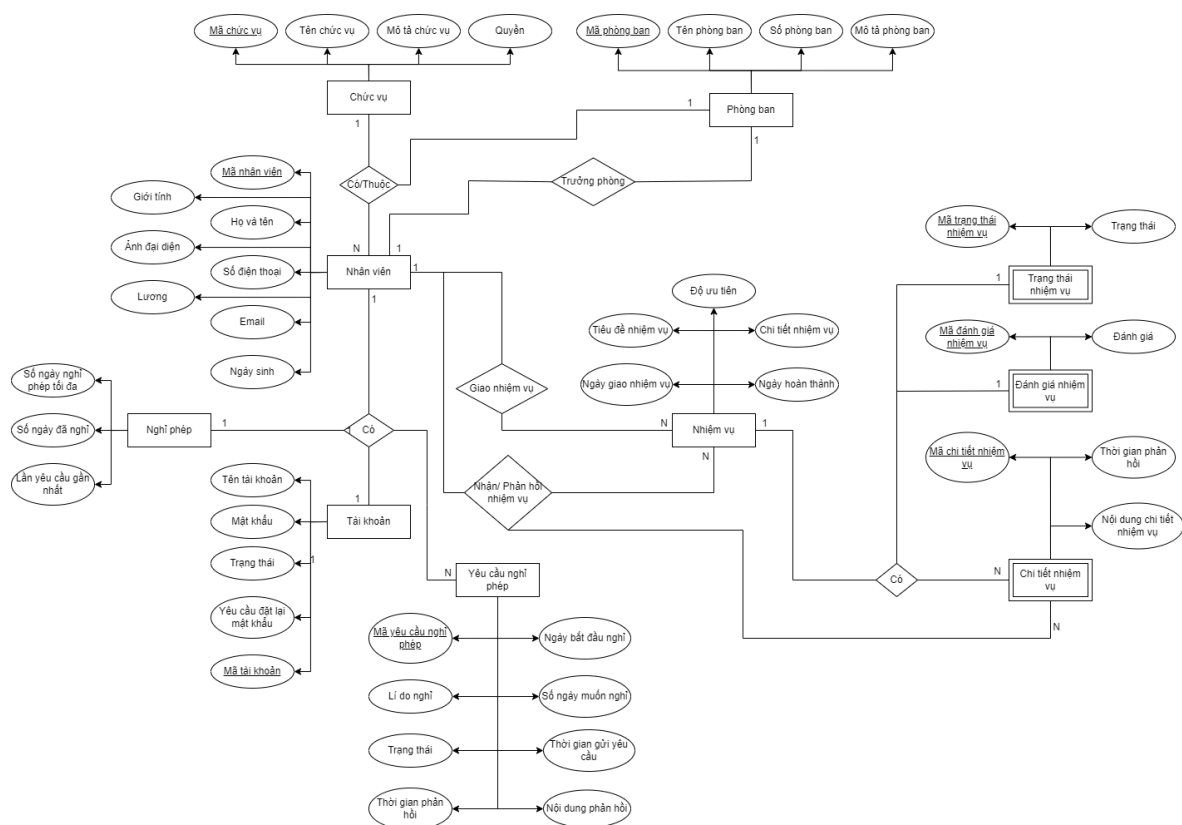 Mã chức vụ
Tên chức vụ
Mô tả chức vụ
Quyền
Mã phòng ban
Tên phòng ban
Số phòng ban
Mô tả phòng ban
Chức vụ
1
Phòng ban
1
1
Có/Thuộc
Trưởng phòng
Mã nhân viên
Giới tính
Họ và tên
Ảnh đại diện
Số điện thoại
Lương
Email
Ngày sinh
N
1
Nhân viên
1
1
Mã trạng thái
nhiệm vụ
Trạng thái
1
Trạng thái
nhiệm vụ
Độ ưu tiên
Tiêu đề nhiệm vụ
Chi tiết nhiệm vụ
Ngày giao nhiệm vụ
Ngày hoàn thành
Mã đánh giá
nhiệm vụ
Đánh giá
1
Đánh giá nhiệm
vụ
Giao nhiệm vụ
N
Nhiệm vụ
1
N
Số ngày nghỉ
phép tối đa
Số ngày đã nghỉ
Lần yêu cầu gần
nhất
Nghỉ phép
1
1
Có
Mã chi tiết nhiệm
vụ
Thời gian phản
hồi
Nội dung chi tiết
nhiệm vụ
Nhận/ Phản hồi
nhiệm vụ
Tên tài khoản
Mật khẩu
Trạng thái
1
Yêu cầu đặt lại
mật khẩu
Mã tài khoản
1
Tài khoản
N
Yêu cầu nghỉ
phép
1
Có
N
Chi tiết nhiệm
vụ
N
Mã yêu cầu nghỉ
phép
Ngày bắt đầu nghỉ
Lí do nghỉ
Số ngày muốn nghỉ
Trạng thái
Thời gian gửi yêu
cầu
Thời gian phản
hồi
Nội dung phản hồi